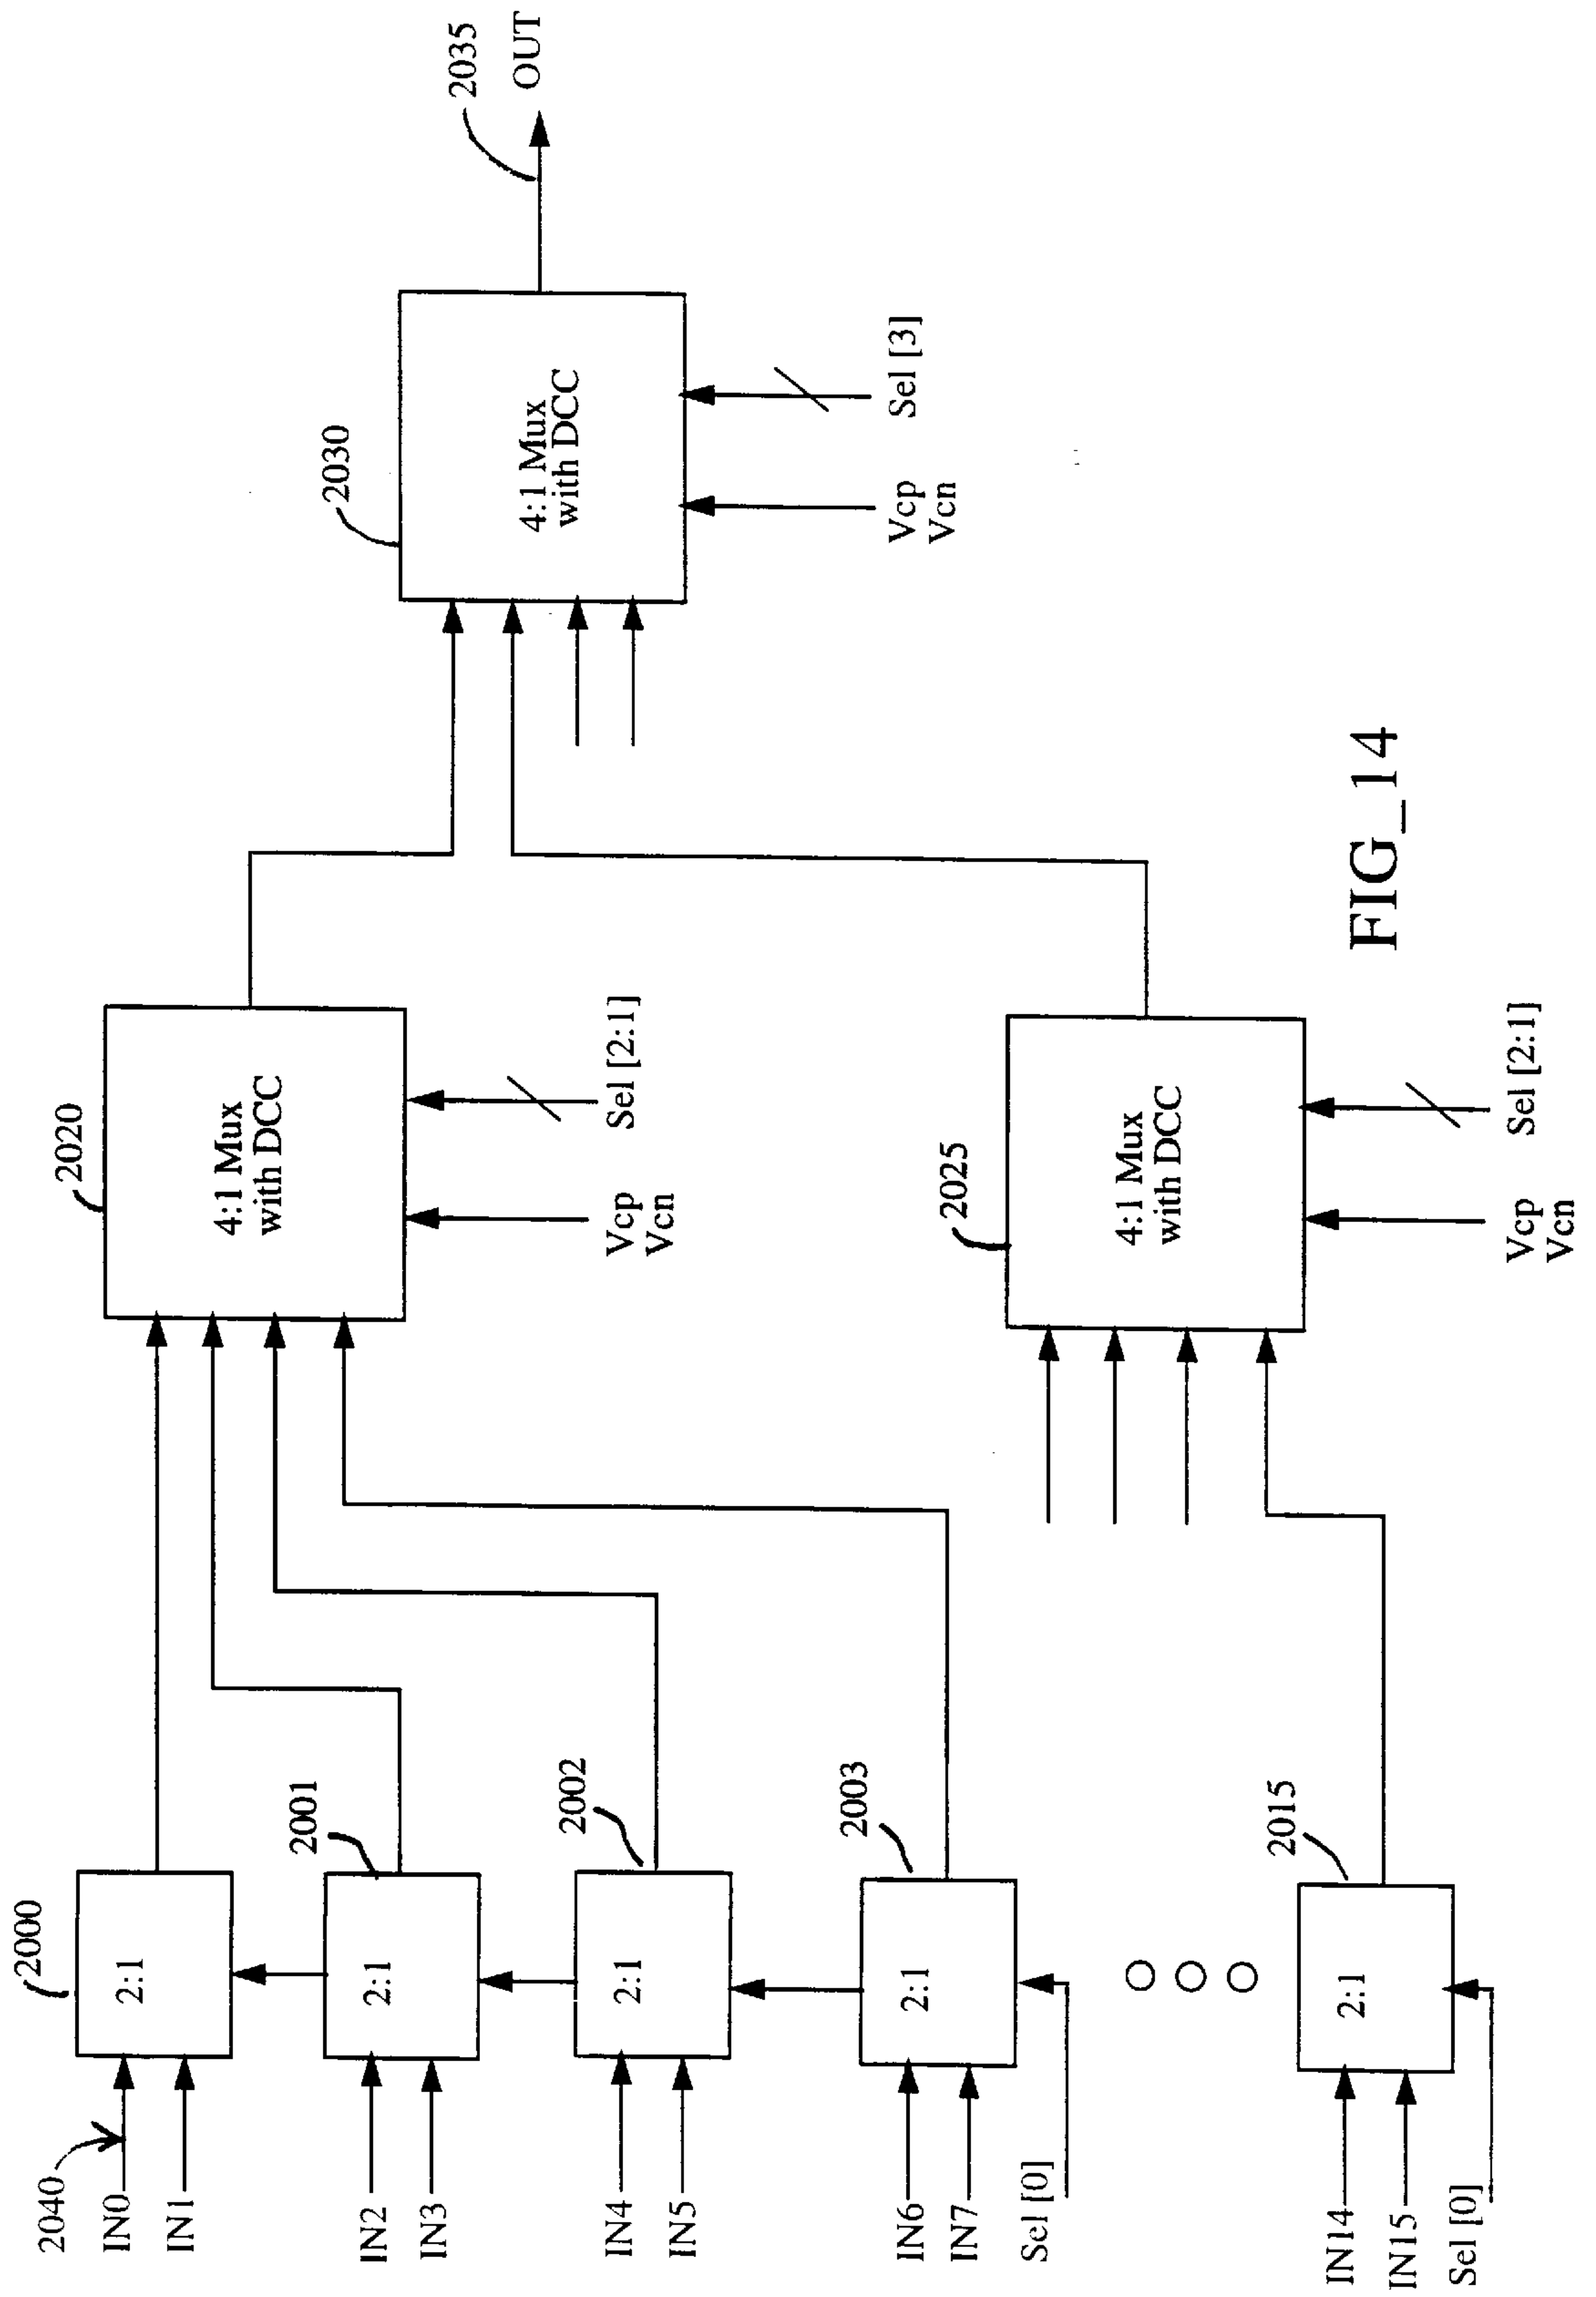 2040
IN0
IN1
2000
2:1
IN2
IN3
2001
2:1
IN4
IN5
2002
2:1
IN6
IN7
Sel [0]
2003
2:1
IN14
IN15
Sel [0]
2015
2:1
2020
4:1 Mux
with DCC
Vcp
Vcn
Sel [2:1]
2025
4:1 Mux
with DCC
Vcp
Vcn
Sel [2:1]
2030
4:1 Mux
with DCC
Vcp
Vcn
Sel [3]
2035
OUT
FIG_14